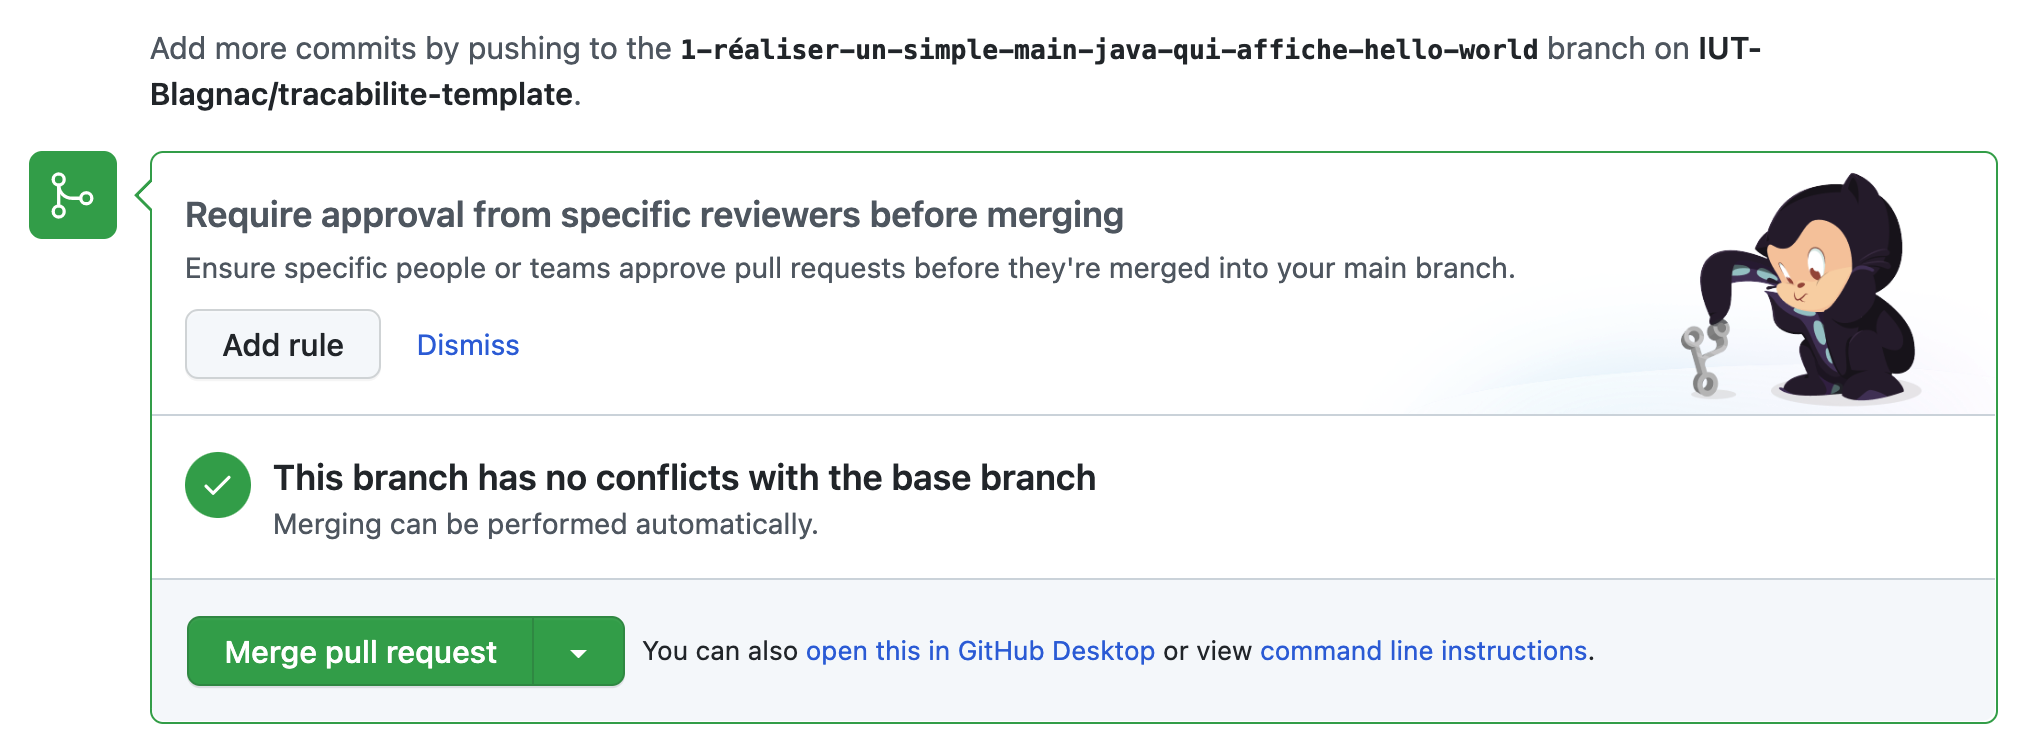 Add more commits by pushing to the 1-réaliser-un-simple-main-java-qui-affiche-hello-world branch on IUT-
Blagnac/tracabilite-template.
Require approval from specific reviewers before merging
Ensure specific people or teams approve pull requests before they're merged into your main branch.
Add rule Dismiss
This branch has no conflicts with the base branch
Merging can be performed automatically.
Merge pull request You can also open this in GitHub Desktop or view command line instructions.